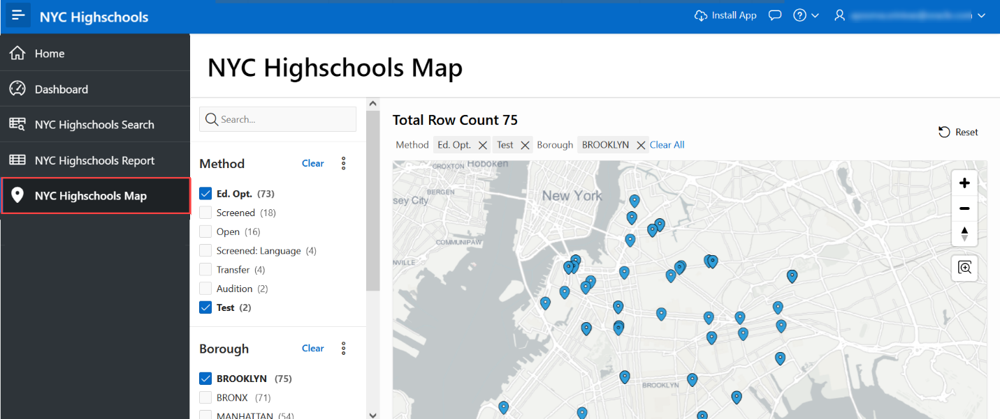 NYC Highschools
Install App
Home
Dashboard
NYC Highschools Search
NYC Highschools Report
NYC Highschools Map
NYC Highschools Map
Search...
Method Clear
Ed. Opt. (73)
Screened (18)
Open (16)
Screened: Language (4)
Transfer (4)
Audition (2)
Test (2)
Borough Clear
BROOKLYN (75)
BRONX (71)
MANHATTAN (54)
Total Row Count 75
Reset
Method Ed. Opt. Test Borough BROOKLYN Clear All
CROXTON Hoboken
BERGEN
New York
sey City
COMMUNIPAW
NVILLE
BROOKLYN